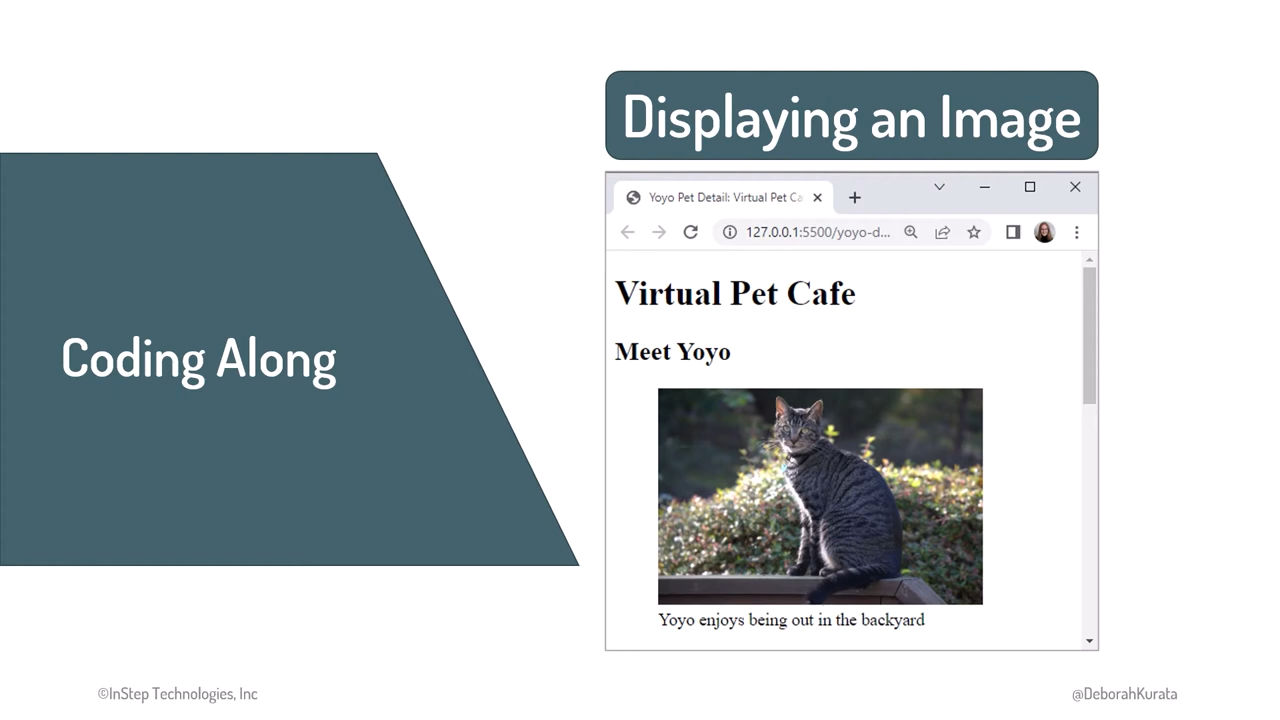 Displaying an Image
Coding Along
Yoyo Pet Detail: Virtual Pet Ca
127.0.0.1:5500/yoyo-d...
Virtual Pet Cafe
Meet Yoyo
Yoyo enjoys being out in the backyard
©InStep Technologies, Inc
@DeborahKurata